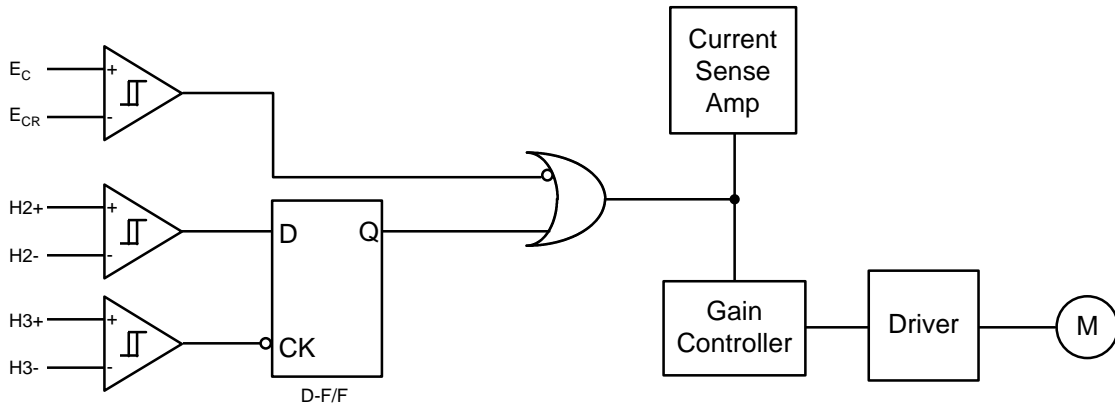 EC
+
ECR
-
H2+
+
H2-
-
H3+
+
H3-
-
D
Q
CK
D-F/F
Current
Sense
Amp
Gain
Controller
Driver
M